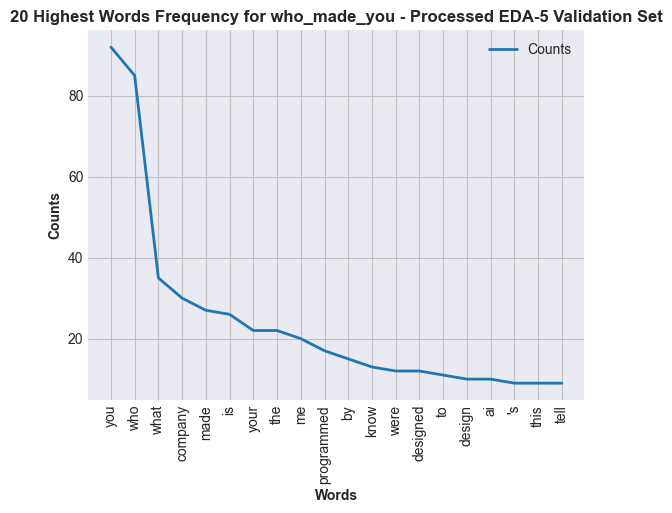 20 Highest Words Frequency for who_made_you - Processed EDA-5 Validation Set
Counts
Counts
80
60
40
20
you
who
what
company
made
is
your
the
me
programmed
by
know
were
designed
to
design
ai
's
this
tell
Words